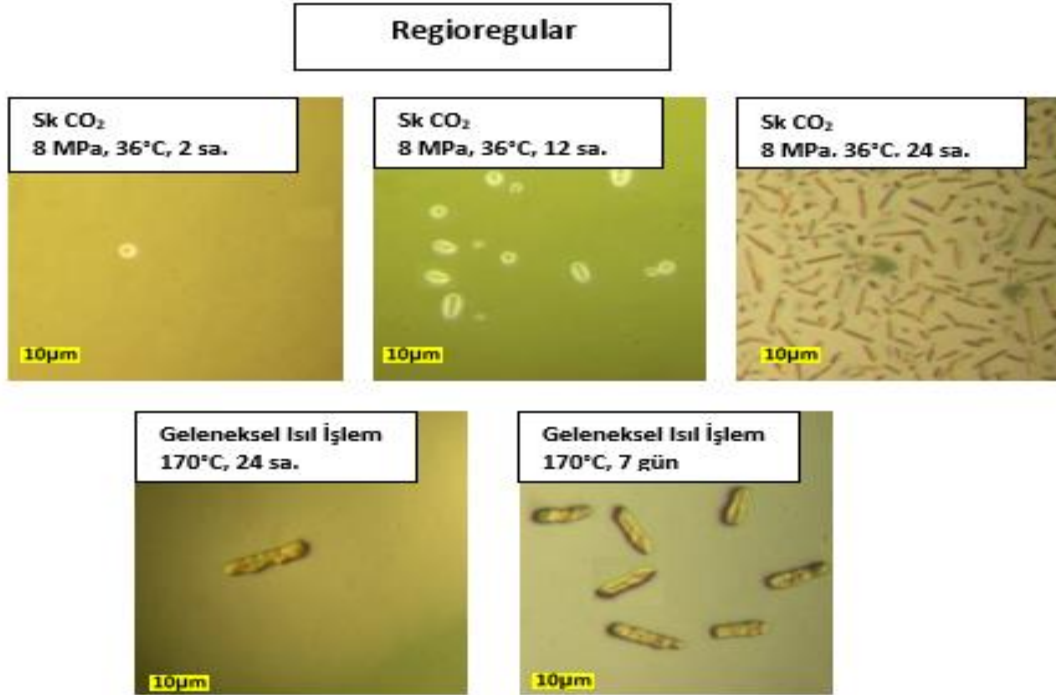 Regioregular
Sk CO₂
8 MPa, 36°C, 2 sa.
Sk CO₂
8 MPa, 36°C, 12 sa.
Sk CO₂
8 MPa. 36°C. 24 sa.
10µm
10µm
10µm
Geleneksel Isıl İşlem
170°C, 24 sa.
Geleneksel Isıl İşlem
170°C, 7 gün
10µm
10µm